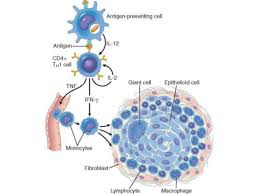 Antigen-presenting cell
IL-12
Antigen
CD4+
TH1 cell
IL-2
TNF
IFN-γ
Giant cell
Epithelioid cell
Monocytes
Fibroblast
Lymphocyte
Macrophage